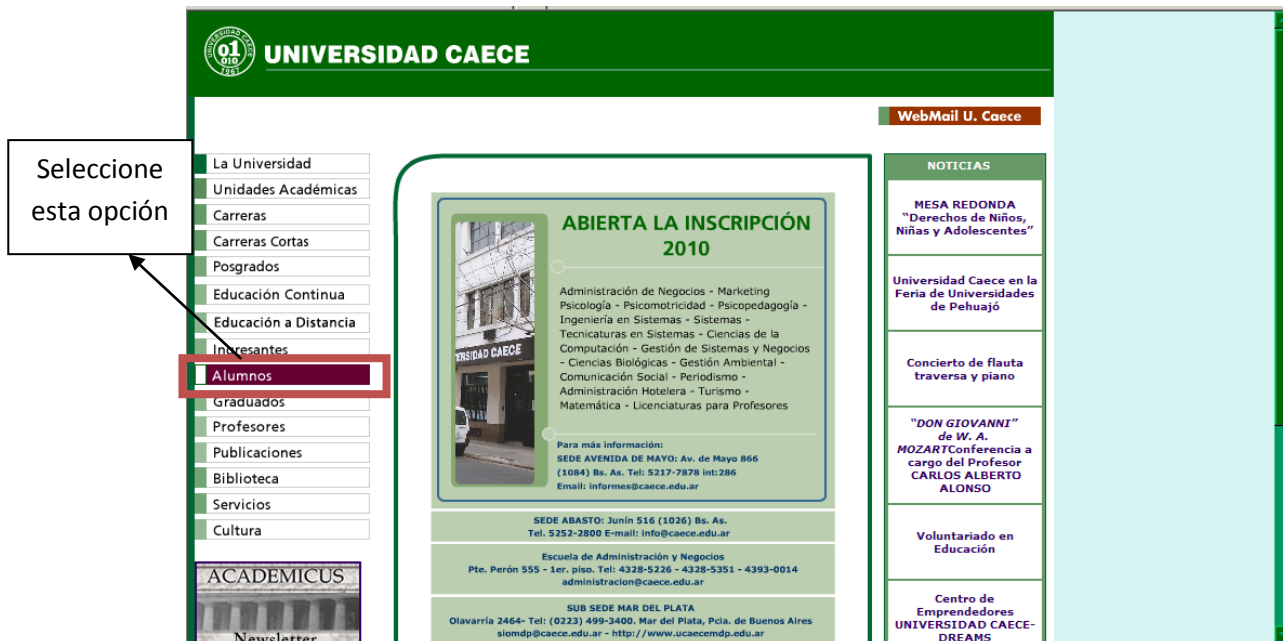 01
010
UNIVERSIDAD CAECE
1967
UNIVERSIDAD CAECE
WebMail U. Caece
Seleccione
esta opción
La Universidad
Unidades Académicas
Carreras
Carreras Cortas
Posgrados
Educación Continua
Educación a Distancia
Ingresantes
Alumnos
Graduados
Profesores
Publicaciones
Biblioteca
Servicios
Cultura
ACADEMICUS
Newsletter
ABIERTA LA INSCRIPCIÓN
2010
Administración de Negocios - Marketing
Psicología - Psicomotricidad - Psicopedagogía -
Ingeniería en Sistemas - Sistemas -
Tecnicaturas en Sistemas - Ciencias de la
Computación - Gestión de Sistemas y Negocios
- Ciencias Biológicas - Gestión Ambiental -
Comunicación Social - Periodismo -
Administración Hotelera - Turismo -
Matemática - Licenciaturas para Profesores
ERSIDAD CAECE
Para más información:
SEDE AVENIDA DE MAYO: Av. de Mayo 866
(1084) Bs. As. Tel: 5217-7878 int:286
Email: informes@caece.edu.ar
SEDE ABASTO: Junín 516 (1026) Bs. As.
Tel. 5252-2800 E-mail: info@caece.edu.ar
Escuela de Administración y Negocios
Pte. Perón 555 - 1er. piso. Tel: 4328-5226 - 4328-5351 - 4393-0014
administracion@caece.edu.ar
SUB SEDE MAR DEL PLATA
Olavarría 2464- Tel: (0223) 499-3400. Mar del Plata, Pcia. de Buenos Aires
siomdp@caece.edu.ar - http://www.ucaecemdp.edu.ar
NOTICIAS
MESA REDONDA
"Derechos de Niños,
Niñas y Adolescentes"
Universidad Caece en la
Feria de Universidades
de Pehuajó
Concierto de flauta
traversa y piano
"DON GIOVANNI"
de W. A.
MOZARTConferencia a
cargo del Profesor
CARLOS ALBERTO
ALONSO
Voluntariado en
Educación
Centro de
Emprendedores
UNIVERSIDAD CAECE-
DREAMS